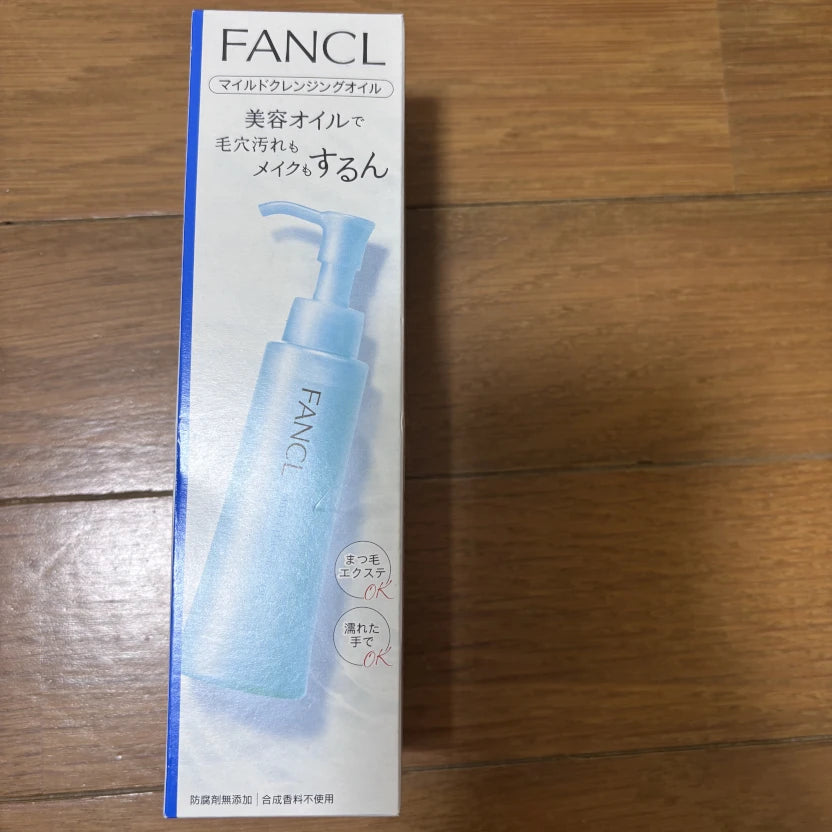 FANCL
マイルドクレンジングオイル
美容オイルで
毛穴汚れも
メイクもするん
FANCL
まつ毛
エクステ
OK
濡れた
手で
OK
防腐剤無添加|合成香料不使用